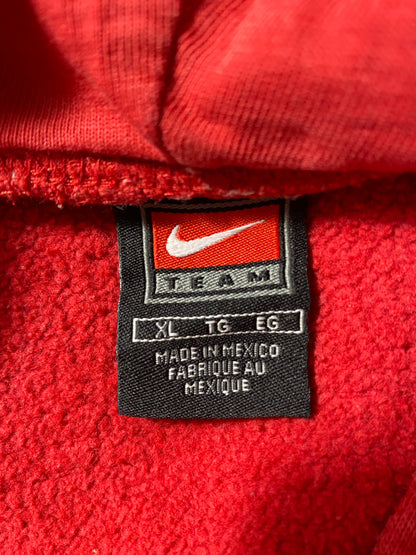 TEAM
XL TG EG
MADE IN MEXICO
FABRIQUE AU
MEXIQUE